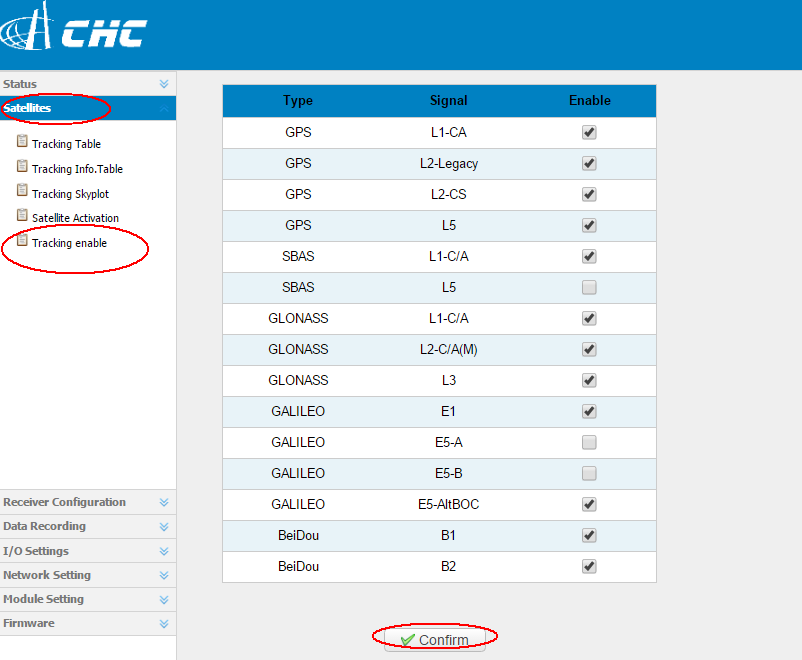 CHC
Status
Satellites
Tracking Table
Tracking Info.Table
Tracking Skyplot
Satellite Activation
Tracking enable
Receiver Configuration
Data Recording
I/O Settings
Network Setting
Module Setting
Firmware
Type Signal Enable
GPS L1-CA
GPS L2-Legacy
GPS L2-CS
GPS L5
SBAS L1-C/A
SBAS L5
GLONASS L1-C/A
GLONASS L2-C/A(M)
GLONASS L3
GALILEO E1
GALILEO E5-A
GALILEO E5-B
GALILEO E5-AltBOC
BeiDou B1
BeiDou B2
Confirm